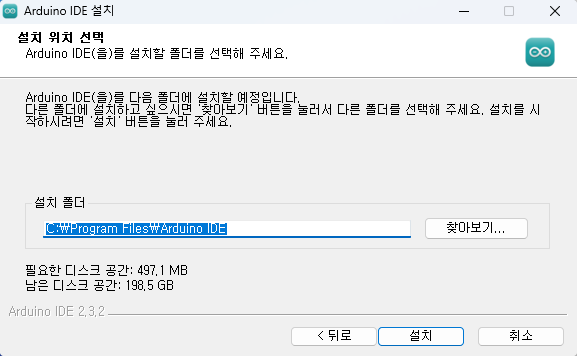 Arduino IDE 설치
설치 위치 선택
Arduino IDE(을)를 설치할 폴더를 선택해 주세요.
Arduino IDE(을)를 다음 폴더에 설치할 예정입니다.
다른 폴더에 설치하고 싶으시면 '찾아보기' 버튼을 눌러서 다른 폴더를 선택해 주세요. 설치를 시
작하시려면 '설치' 버튼을 눌러 주세요.
설치 폴더
C:₩Program Files₩Arduino IDE
찾아보기...
필요한 디스크 공간: 497.1 MB
남은 디스크 공간: 198.5 GB
Arduino IDE 2.3.2
< 뒤로
설치
취소